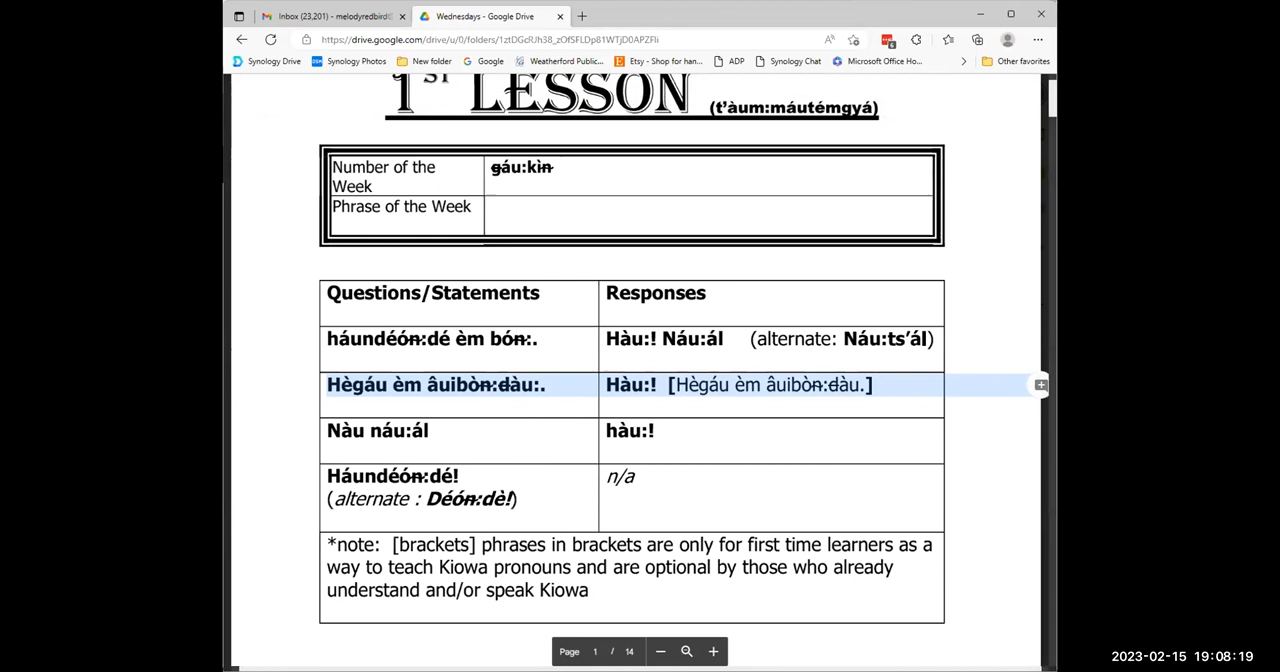 Inbox (23,201) - melodyredbird@
Wednesdays - Google Drive
https://drive.google.com/drive/u/0/folders/1ztDGcRUh38_zOfSFLDp81WTjD0APZFli
Synology Drive
Synology Photos
New folder
Google
Weatherford Public...
Etsy - Shop for han...
ADP
Synology Chat
Microsoft Office Ho...
Other favorites
1ST LESSON (t'àum:máutémgyá)
Number of the
Week
g̶áu:kìn̶
Phrase of the Week
Questions/Statements
Responses
háundéón̶:dé èm bón̶:.
Hàu:! Náu:ál (alternate: Náu:ts'ál)
Hègáu èm âuibòn̶:d̶àu:.
Hàu:! [Hègáu èm âuibòn̶:d̶àu.]
Nàu náu:ál
hàu:!
Háundéón̶:dé!
(alternate : Déón̶:dè!)
n/a
*note: [brackets] phrases in brackets are only for first time learners as a
way to teach Kiowa pronouns and are optional by those who already
understand and/or speak Kiowa
Page 1 / 14
2023-02-15 19:08:19